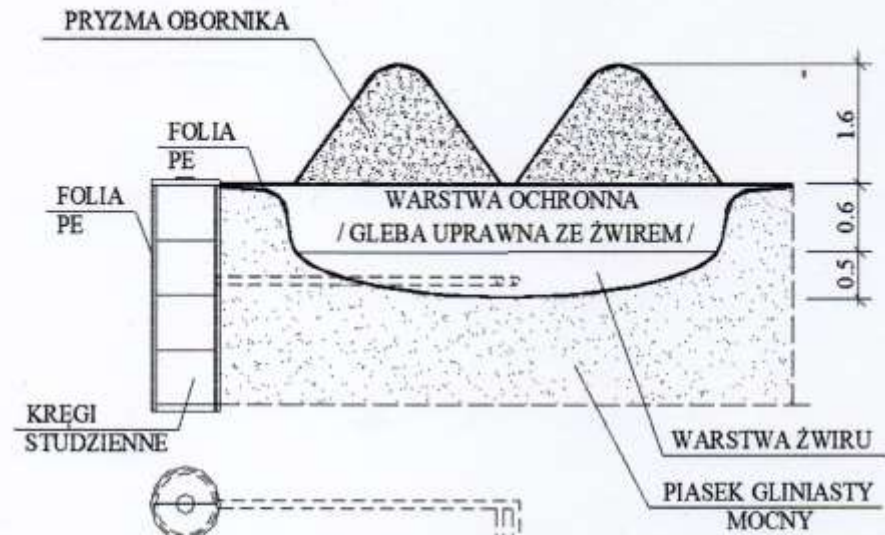 PRYZMA OBORNIKA
FOLIA
PE
FOLIA
PE
WARSTWA OCHRONNA
/ GLEBA UPRAWNA ZE ŻWIREM /
1.6
0.6
0.5
KRĘGI
STUDZIENNE
WARSTWA ŻWIRU
PIASEK GLINIASTY
MOCNY